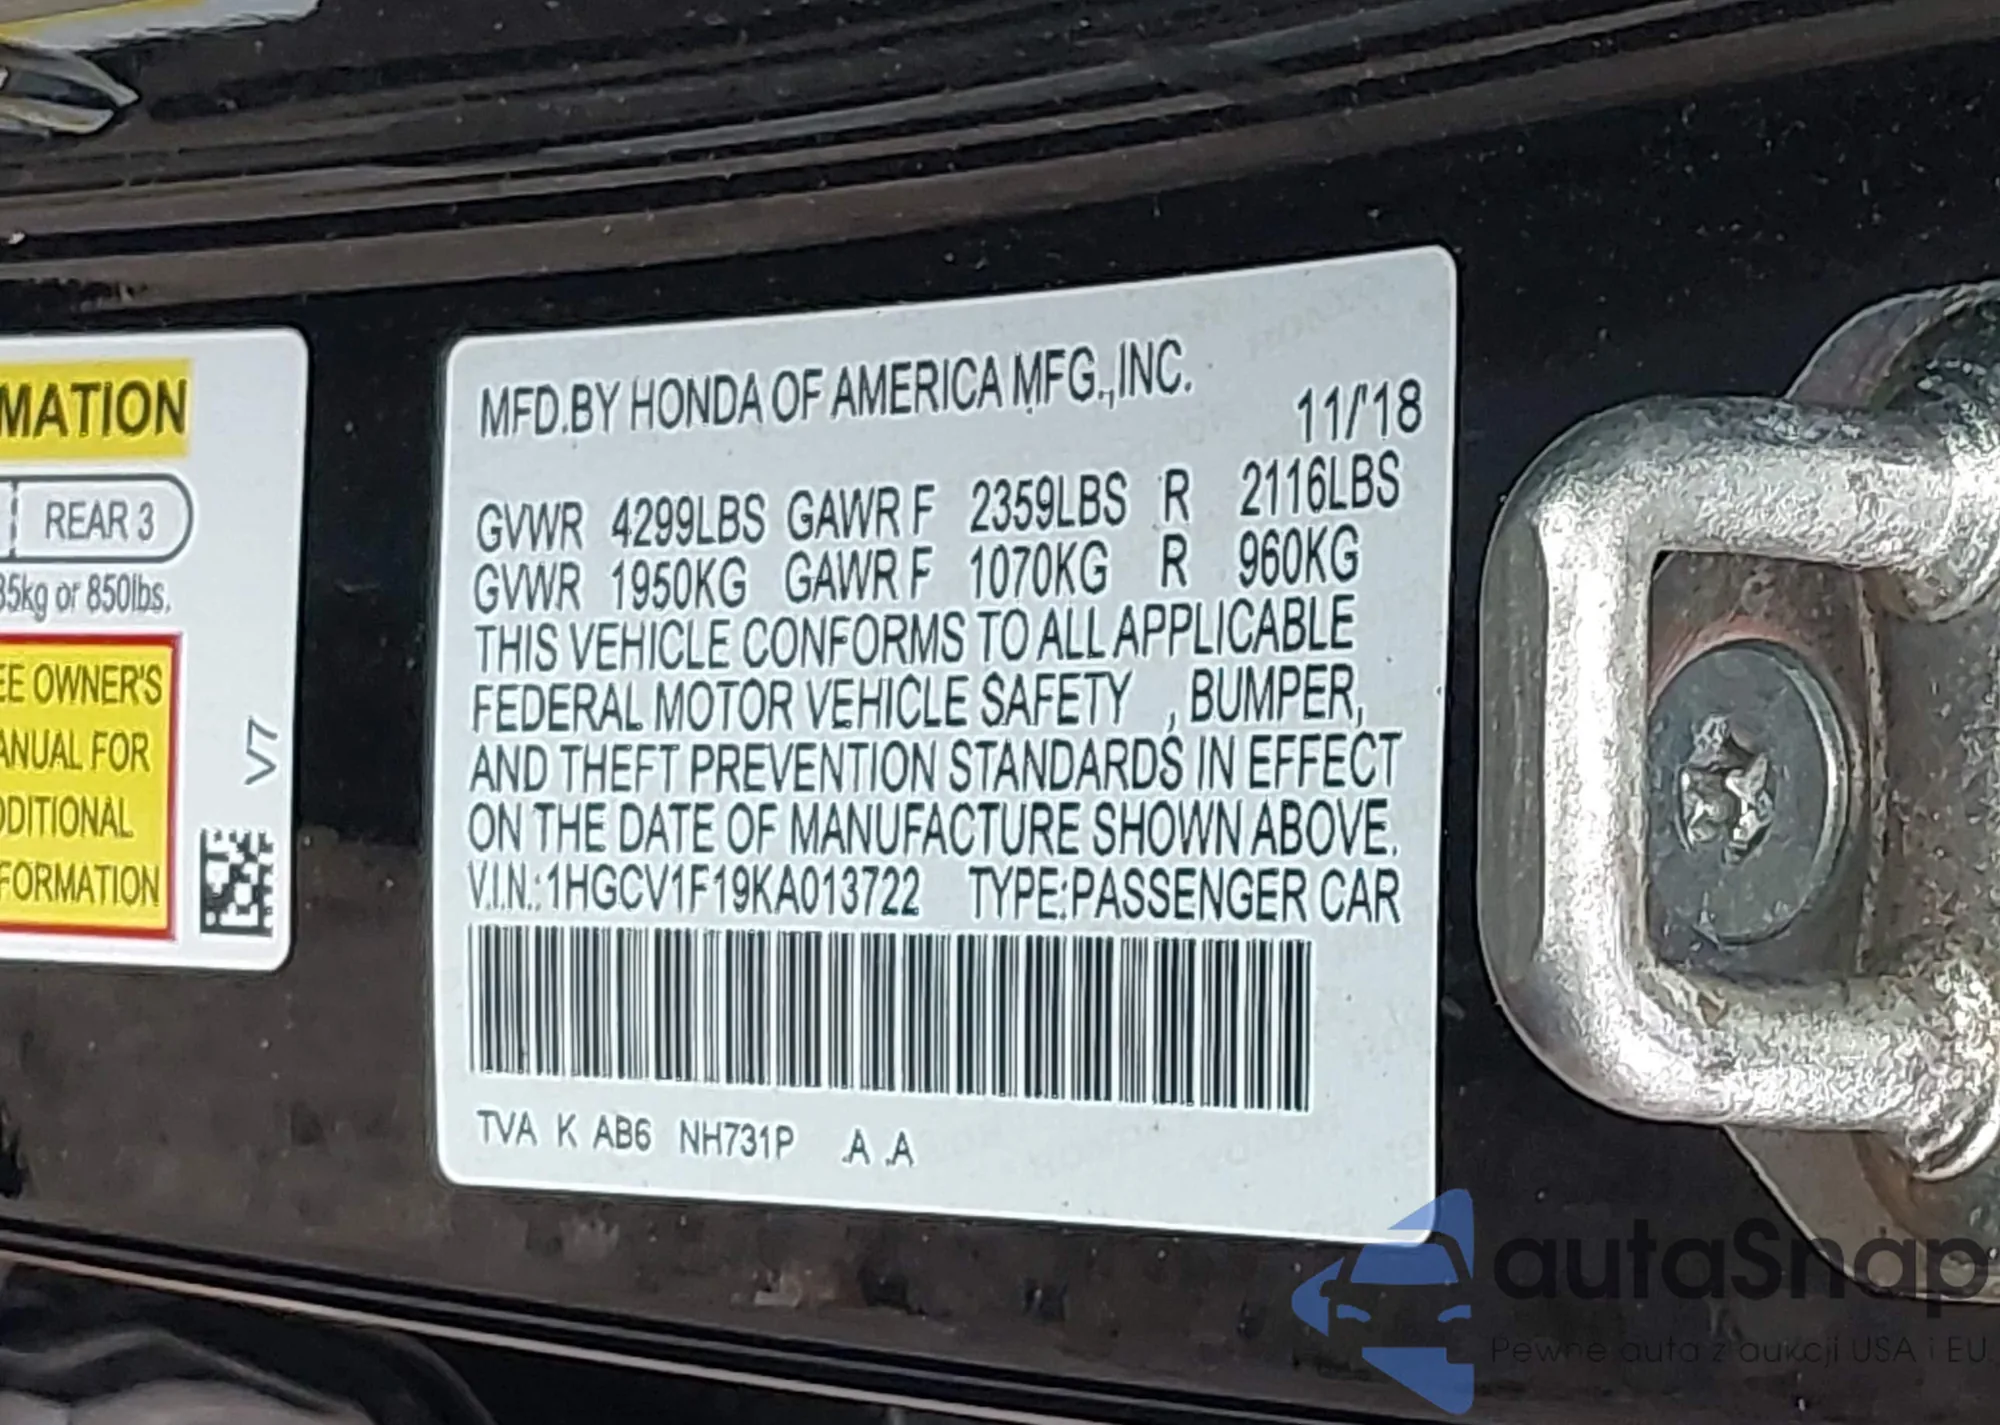 MATION
REAR 3
35kg or 850lbs.
EE OWNER'S
ANUAL FOR
DDITIONAL
FORMATION
V7
MFD.BY HONDA OF AMERICA MFG.,INC.
11/'18
GVWR 4299LBS GAWR F 2359LBS R 2116LBS
GVWR 1950KG GAWR F 1070KG R 960KG
THIS VEHICLE CONFORMS TO ALL APPLICABLE
FEDERAL MOTOR VEHICLE SAFETY , BUMPER,
AND THEFT PREVENTION STANDARDS IN EFFECT
ON THE DATE OF MANUFACTURE SHOWN ABOVE.
V.I.N.:1HGCV1F19KA013722 TYPE:PASSENGER CAR
TVA K AB6 NH731P A A
autaSnap
Pewne auta z aukcji USA i EU